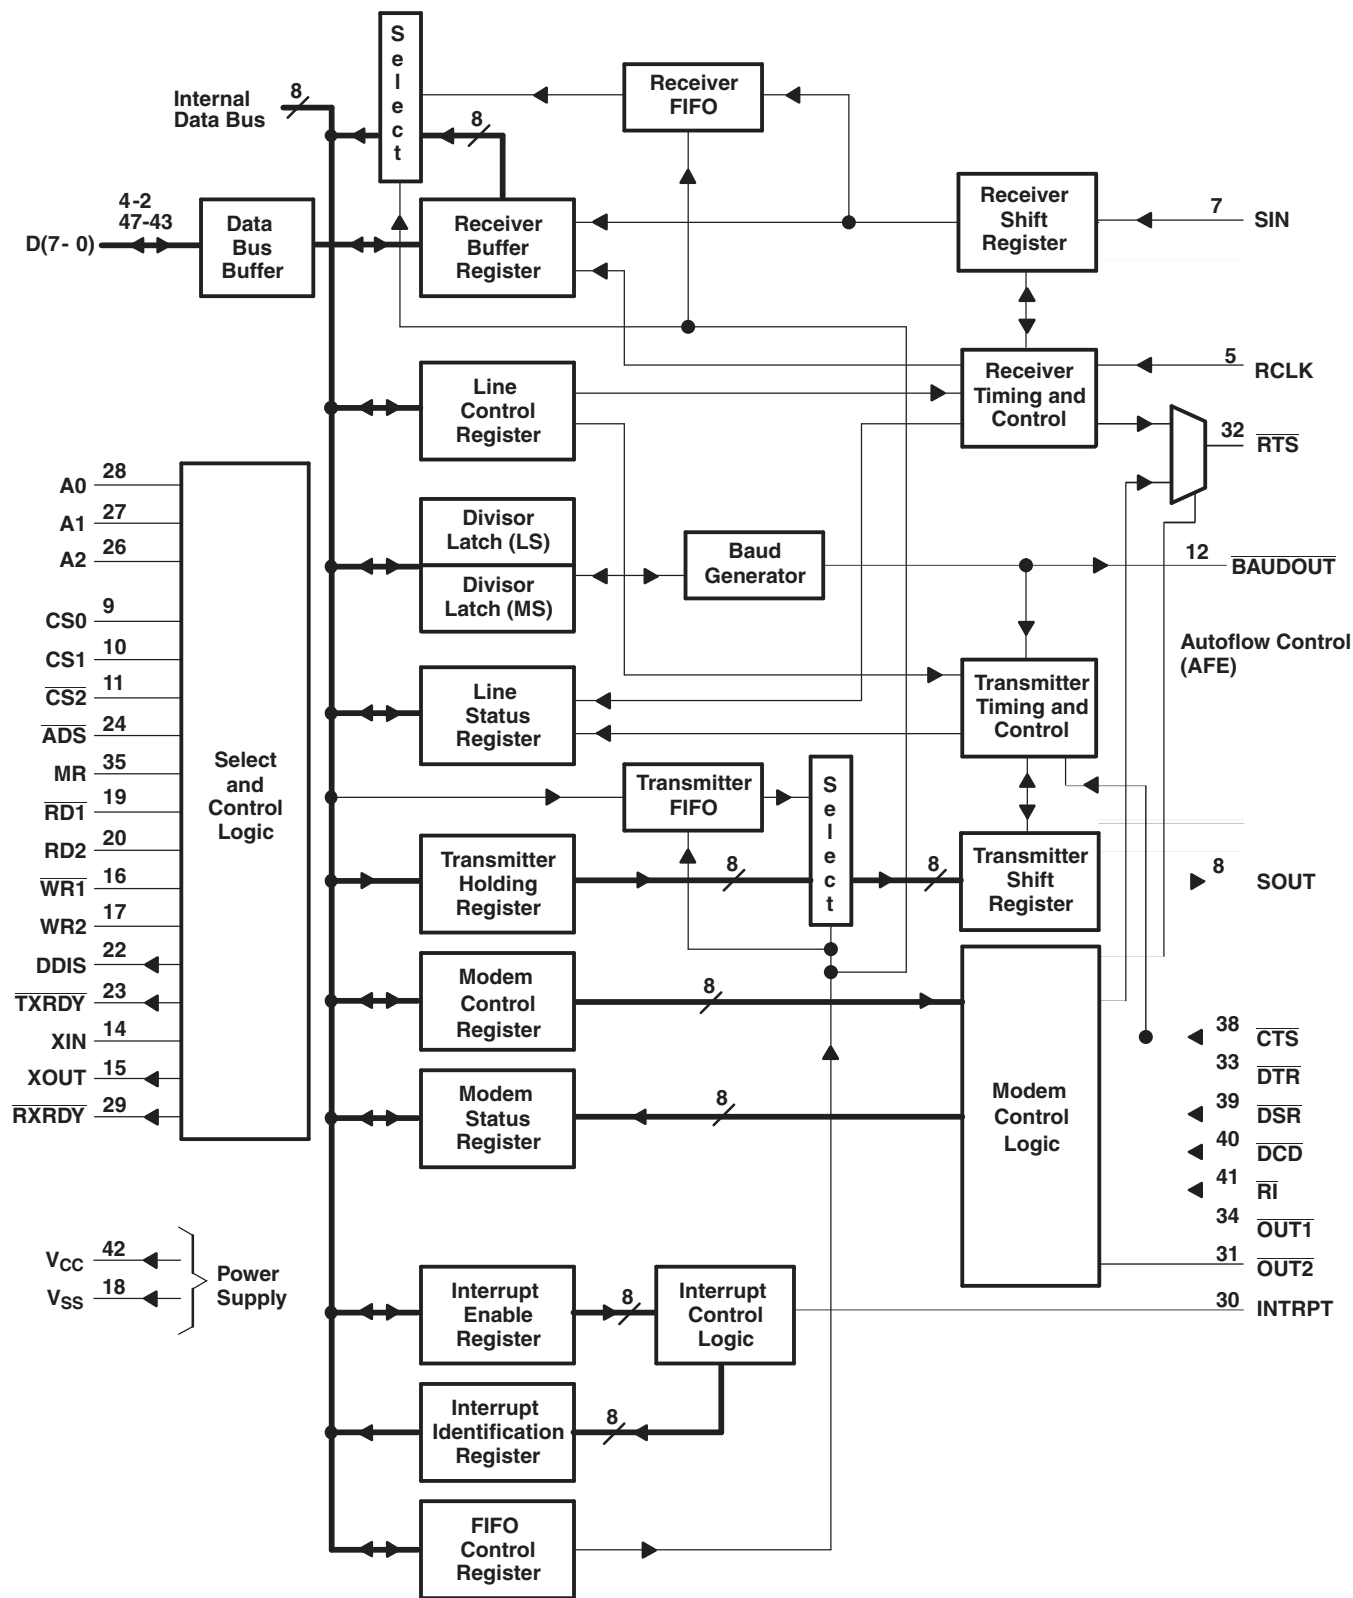 S
e
l
e
c
t
Internal
Data Bus
8
8
Receiver
FIFO
4-2
47-43
D(7- 0)
Data
Bus
Buffer
Receiver
Buffer
Register
Receiver
Shift
Register
7
SIN
Line
Control
Register
Receiver
Timing and
Control
5
RCLK
32
RTS
28
A0
27
A1
26
A2
9
CS0
10
CS1
11
CS2
24
ADS
35
MR
19
RD1
20
RD2
16
WR1
17
WR2
22
DDIS
23
TXRDY
14
XIN
15
XOUT
29
RXRDY
Select
and
Control
Logic
Divisor
Latch (LS)
Divisor
Latch (MS)
Baud
Generator
12
BAUDOUT
Autoflow Control
(AFE)
Line
Status
Register
Transmitter
Timing and
Control
Transmitter
FIFO
S
e
l
e
c
t
Transmitter
Holding
Register
8
8
Transmitter
Shift
Register
8
SOUT
Modem
Control
Register
8
Modem
Status
Register
8
Modem
Control
Logic
38
CTS
33
DTR
39
DSR
40
DCD
41
RI
34
OUT1
31
OUT2
30
INTRPT
42
VCC
18
VSS
Power
Supply
Interrupt
Enable
Register
8
Interrupt
Control
Logic
Interrupt
Identification
Register
8
FIFO
Control
Register